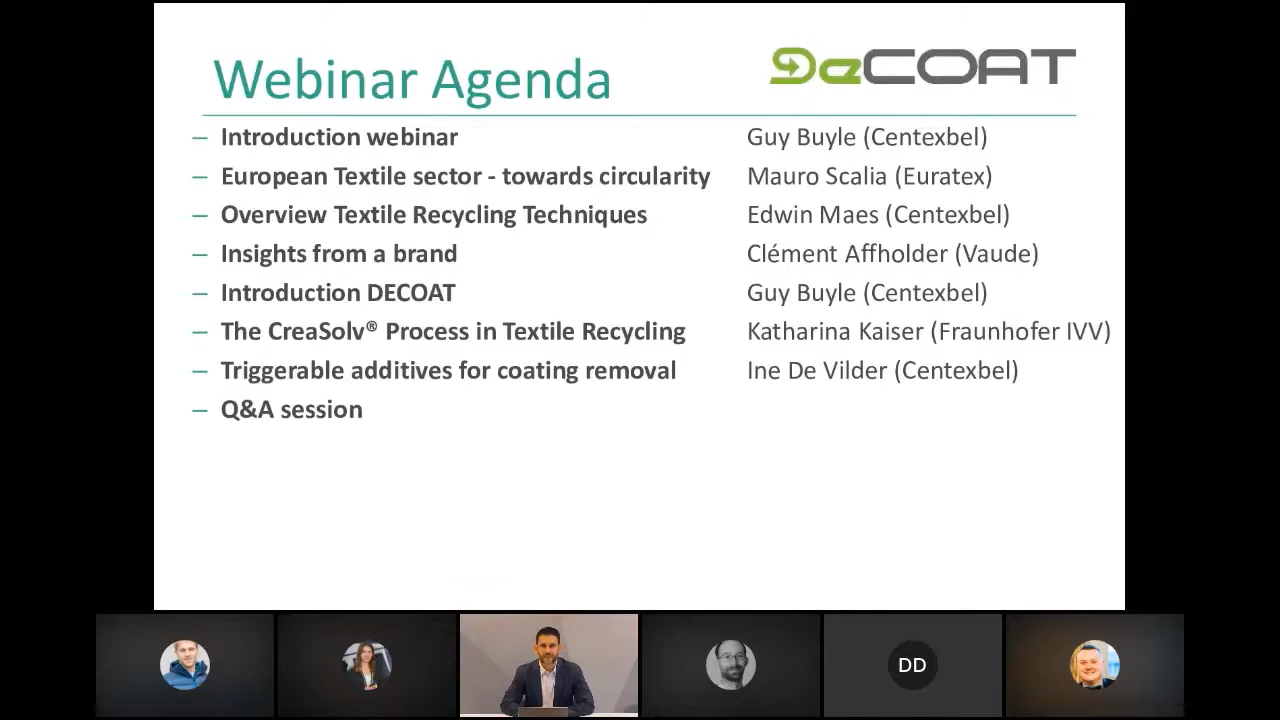 Webinar Agenda
DeCOAT
– Introduction webinar Guy Buyle (Centexbel)
– European Textile sector - towards circularity Mauro Scalia (Euratex)
– Overview Textile Recycling Techniques Edwin Maes (Centexbel)
– Insights from a brand Clément Affholder (Vaude)
– Introduction DECOAT Guy Buyle (Centexbel)
– The CreaSolv® Process in Textile Recycling Katharina Kaiser (Fraunhofer IVV)
– Triggerable additives for coating removal Ine De Vilder (Centexbel)
– Q&A session
DD